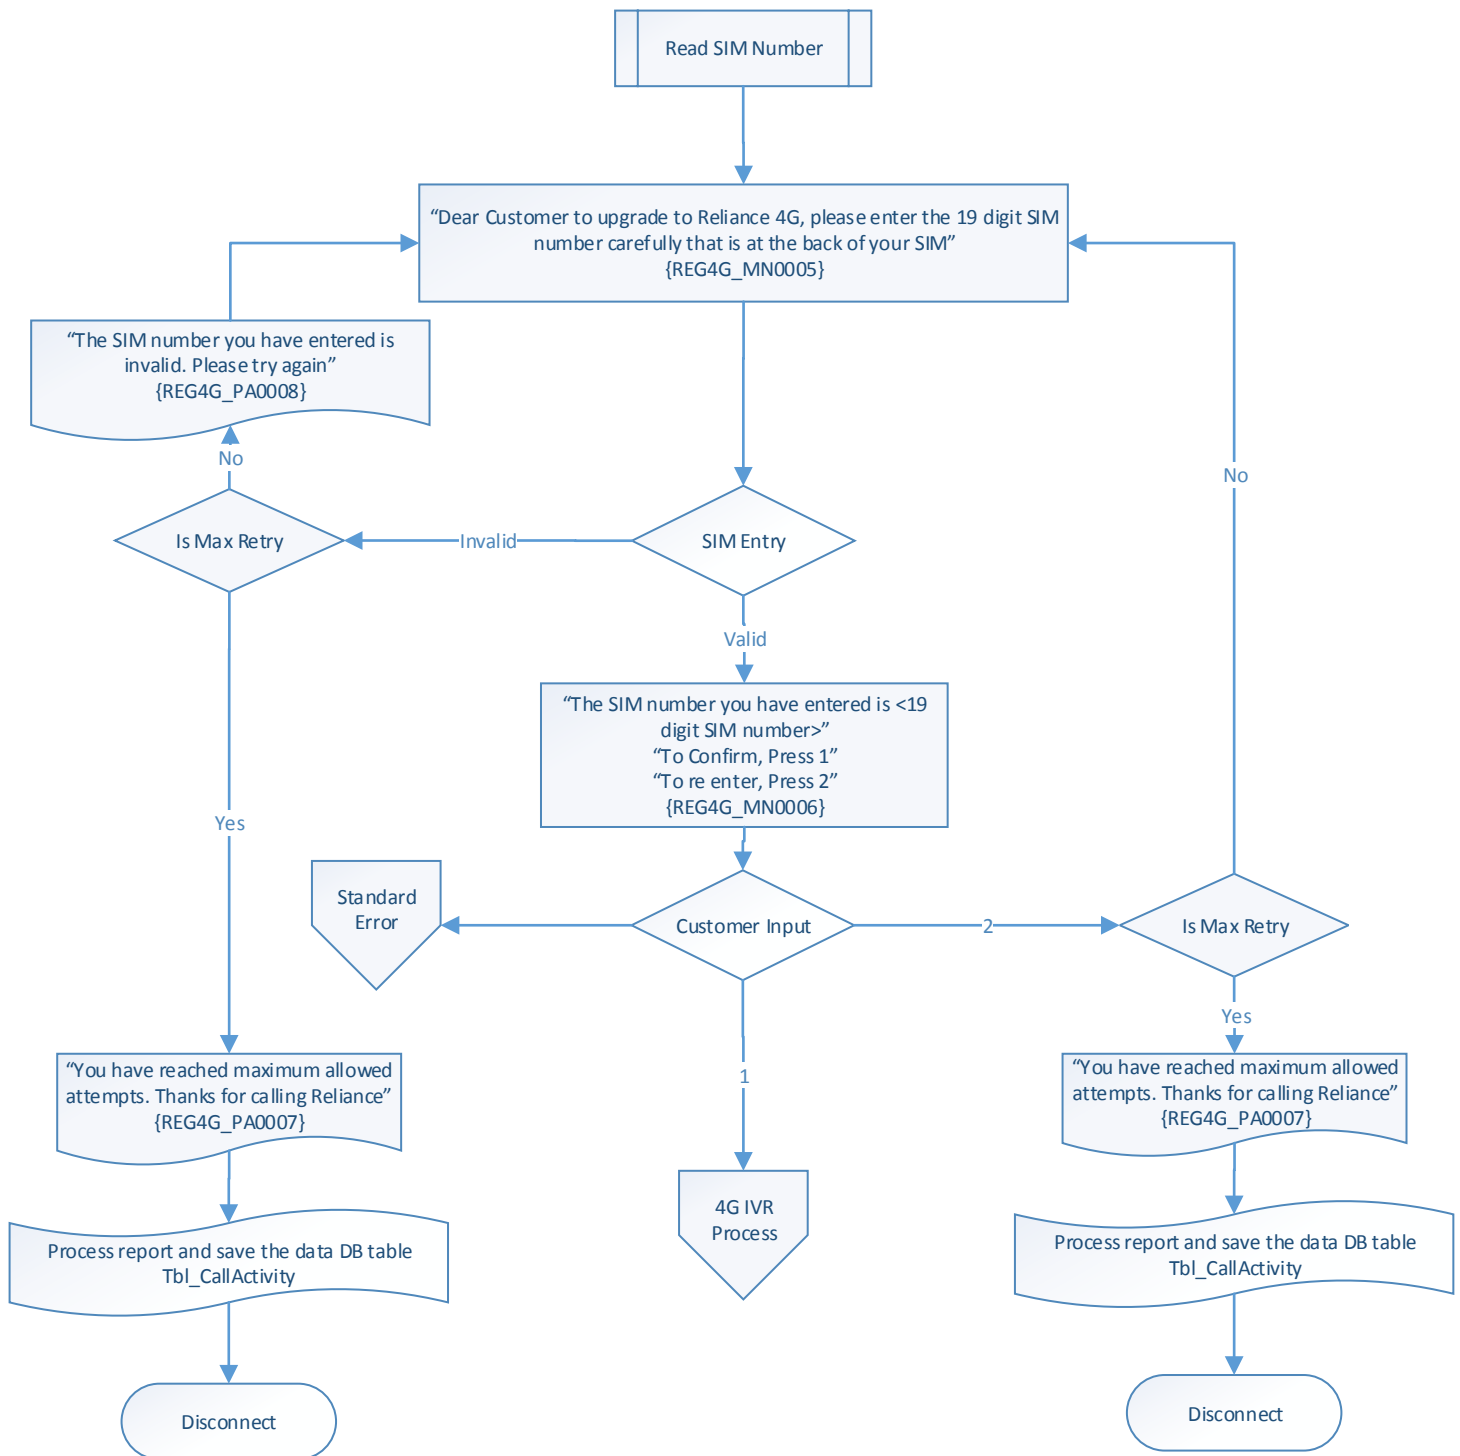 Read SIM Number
“Dear Customer to upgrade to Reliance 4G, please enter the 19 digit SIM
number carefully that is at the back of your SIM”
{REG4G_MN0005}
“The SIM number you have entered is
invalid. Please try again”
{REG4G_PA0008}
No
No
Is Max Retry
Invalid
SIM Entry
Valid
“The SIM number you have entered is <19
digit SIM number>”
“To Confirm, Press 1”
“To re enter, Press 2”
{REG4G_MN0006}
Yes
Standard
Error
Customer Input
2
Is Max Retry
Yes
1
“You have reached maximum allowed
attempts. Thanks for calling Reliance”
{REG4G_PA0007}
“You have reached maximum allowed
attempts. Thanks for calling Reliance”
{REG4G_PA0007}
4G IVR
Process
Process report and save the data DB table
Tbl_CallActivity
Process report and save the data DB table
Tbl_CallActivity
Disconnect
Disconnect